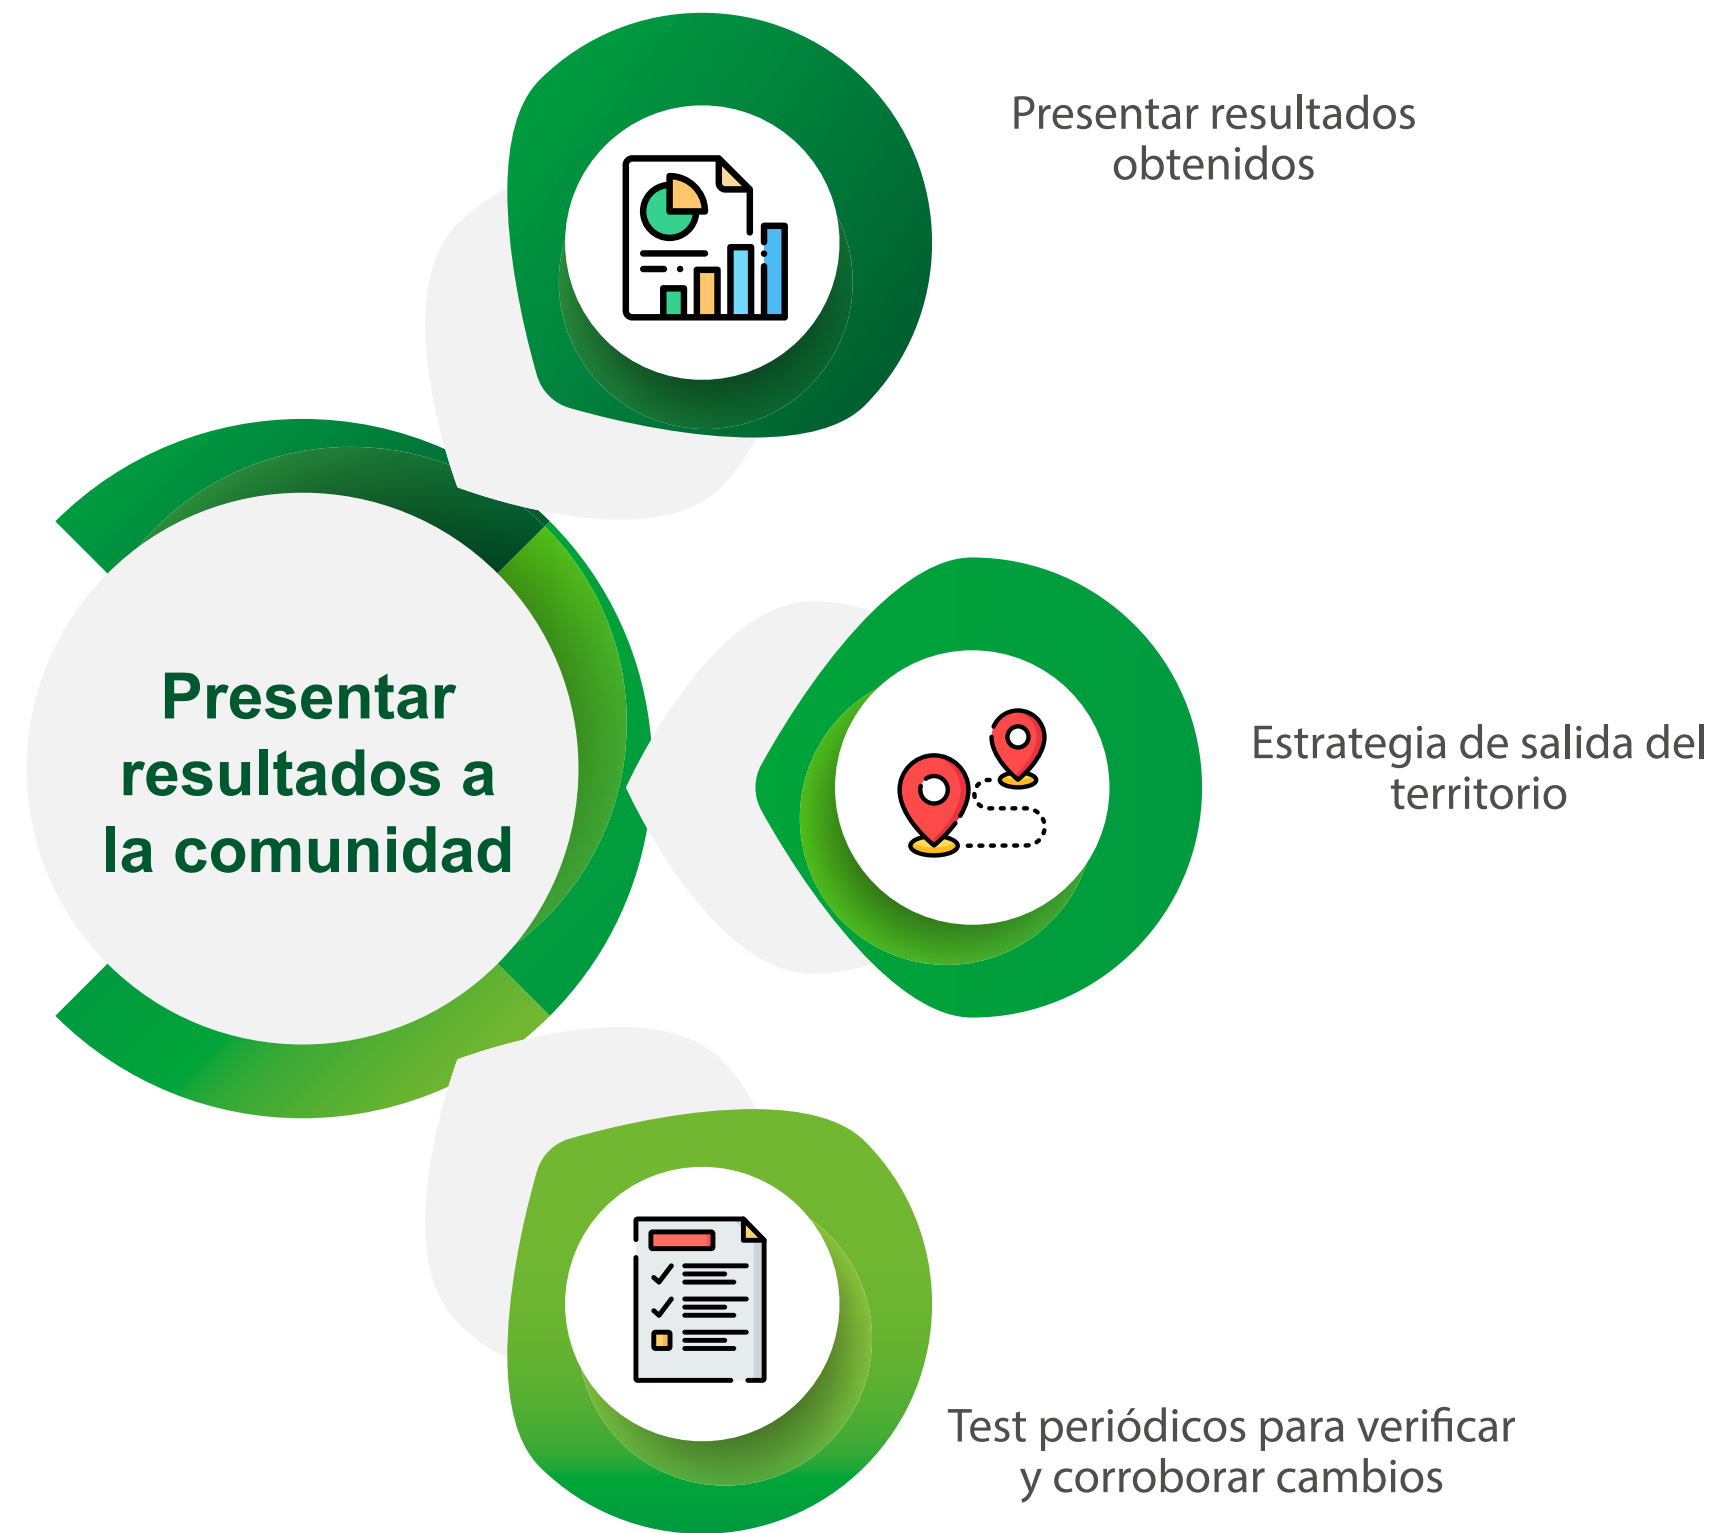 Presentar resultados
obtenidos
Presentar
resultados a
la comunidad
Estrategia de salida del
territorio
Test periódicos para verificar
y corroborar cambios